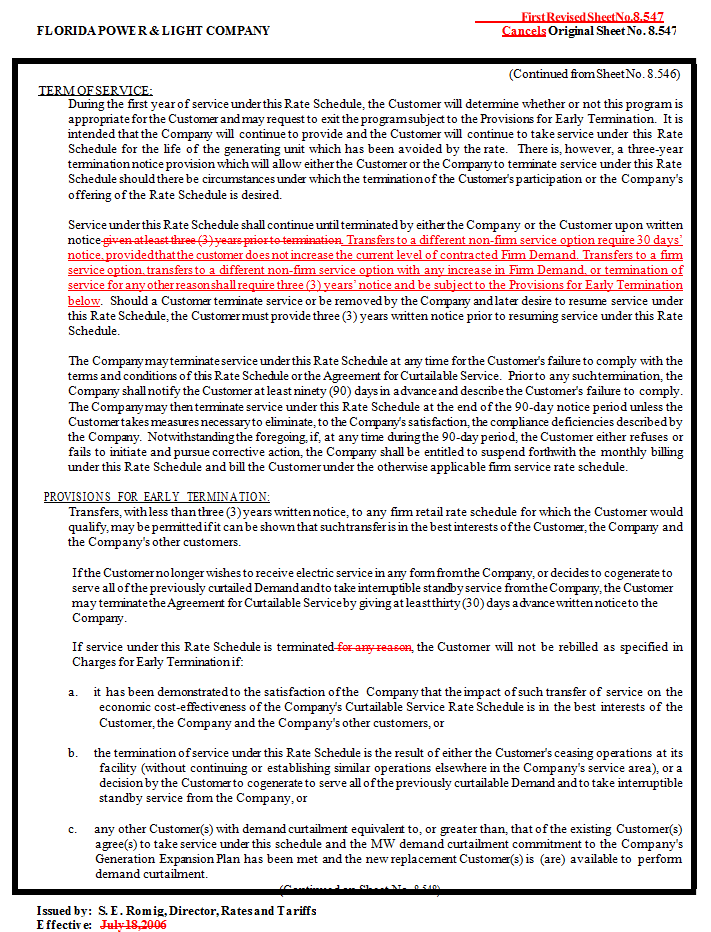 First Revised Sheet No. 8.547
FLORIDA POWER & LIGHT COMPANY Cancels Original Sheet No. 8.547
(Continued from Sheet No. 8.546)
TERM OF SERVICE:
During the first year of service under this Rate Schedule, the Customer will determine whether or not this program is
appropriate for the Customer and may request to exit the program subject to the Provisions for Early Termination. It is
intended that the Company will continue to provide and the Customer will continue to take service under this Rate
Schedule for the life of the generating unit which has been avoided by the rate. There is, however, a three-year
termination notice provision which will allow either the Customer or the Company to terminate service under this Rate
Schedule should there be circumstances under which the termination of the Customer's participation or the Company's
offering of the Rate Schedule is desired.
Service under this Rate Schedule shall continue until terminated by either the Company or the Customer upon written
notice given at least three (3) years prior to termination. Transfers to a different non-firm service option require 30 days'
notice, provided that the customer does not increase the current level of contracted Firm Demand. Transfers to a firm
service option, transfers to a different non-firm service option with any increase in Firm Demand, or termination of
service for any other reason shall require three (3) years' notice and be subject to the Provisions for Early Termination
below. Should a Customer terminate service or be removed by the Company and later desire to resume service under
this Rate Schedule, the Customer must provide three (3) years written notice prior to resuming service under this Rate
Schedule.
The Company may terminate service under this Rate Schedule at any time for the Customer's failure to comply with the
terms and conditions of this Rate Schedule or the Agreement for Curtailable Service. Prior to any such termination, the
Company shall notify the Customer at least ninety (90) days in advance and describe the Customer's failure to comply.
The Company may then terminate service under this Rate Schedule at the end of the 90-day notice period unless the
Customer takes measures necessary to eliminate, to the Company's satisfaction, the compliance deficiencies described by
the Company. Notwithstanding the foregoing, if, at any time during the 90-day period, the Customer either refuses or
fails to initiate and pursue corrective action, the Company shall be entitled to suspend forthwith the monthly billing
under this Rate Schedule and bill the Customer under the otherwise applicable firm service rate schedule.
PROVISIONS FOR EARLY TERMINATION:
Transfers, with less than three (3) years written notice, to any firm retail rate schedule for which the Customer would
qualify, may be permitted if it can be shown that such transfer is in the best interests of the Customer, the Company and
the Company's other customers.
If the Customer no longer wishes to receive electric service in any form from the Company, or decides to cogenerate to
serve all of the previously curtailed Demand and to take interruptible standby service from the Company, the Customer
may terminate the Agreement for Curtailable Service by giving at least thirty (30) days advance written notice to the
Company.
If service under this Rate Schedule is terminated for any reason, the Customer will not be rebilled as specified in
Charges for Early Termination if:
a. it has been demonstrated to the satisfaction of the Company that the impact of such transfer of service on the
economic cost-effectiveness of the Company's Curtailable Service Rate Schedule is in the best interests of the
Customer, the Company and the Company's other customers, or
b. the termination of service under this Rate Schedule is the result of either the Customer's ceasing operations at its
facility (without continuing or establishing similar operations elsewhere in the Company's service area), or a
decision by the Customer to cogenerate to serve all of the previously curtailable Demand and to take interruptible
standby service from the Company, or
c. any other Customer(s) with demand curtailment equivalent to, or greater than, that of the existing Customer(s)
agree(s) to take service under this schedule and the MW demand curtailment commitment to the Company's
Generation Expansion Plan has been met and the new replacement Customer(s) is (are) available to perform
demand curtailment.
(Continued on Sheet No. 8.548)
Issued by: S. E. Romig, Director, Rates and Tariffs
Effective: July 18, 2006